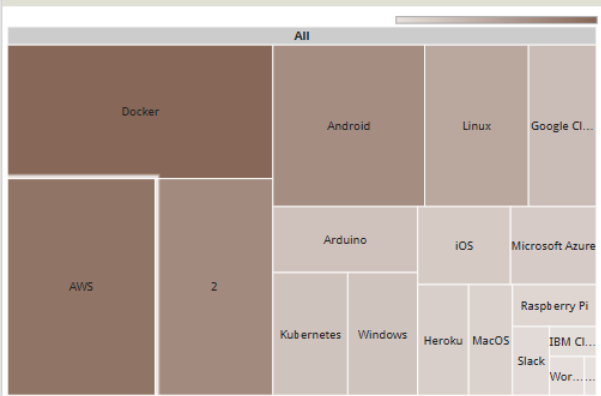 All
Docker
Android
Linux
Google Cl...
AWS
2
Arduino
iOS
Microsoft Azure
Kubernetes
Windows
Heroku
MacOS
Raspberry Pi
Slack
IBM Cl...
Wor...
...